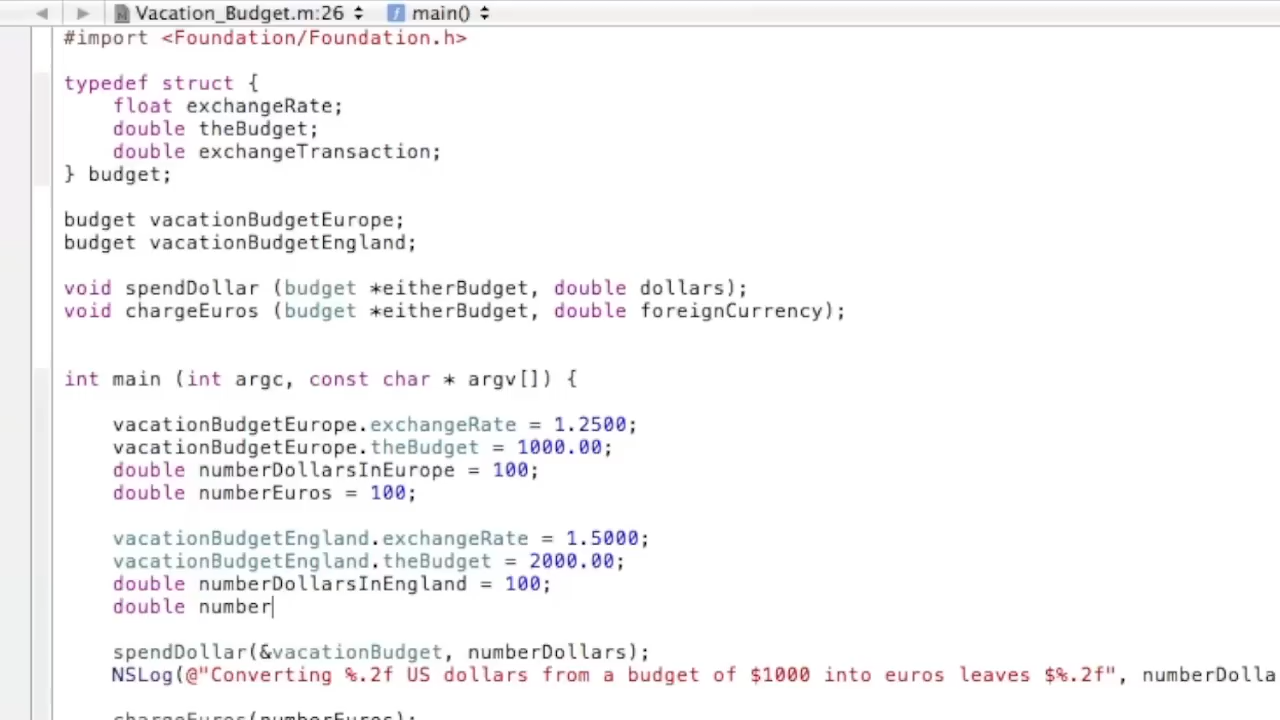 Vacation_Budget.m:26 main()
#import <Foundation/Foundation.h>
typedef struct {
float exchangeRate;
double theBudget;
double exchangeTransaction;
} budget;
budget vacationBudgetEurope;
budget vacationBudgetEngland;
void spendDollar (budget *eitherBudget, double dollars);
void chargeEuros (budget *eitherBudget, double foreignCurrency);
int main (int argc, const char * argv[]) {
vacationBudgetEurope.exchangeRate = 1.2500;
vacationBudgetEurope.theBudget = 1000.00;
double numberDollarsInEurope = 100;
double numberEuros = 100;
vacationBudgetEngland.exchangeRate = 1.5000;
vacationBudgetEngland.theBudget = 2000.00;
double numberDollarsInEngland = 100;
double number
spendDollar(&vacationBudget, numberDollars);
NSLog(@"Converting %.2f US dollars from a budget of $1000 into euros leaves $%.2f", numberDolla
chargeEuros(numberEuros);